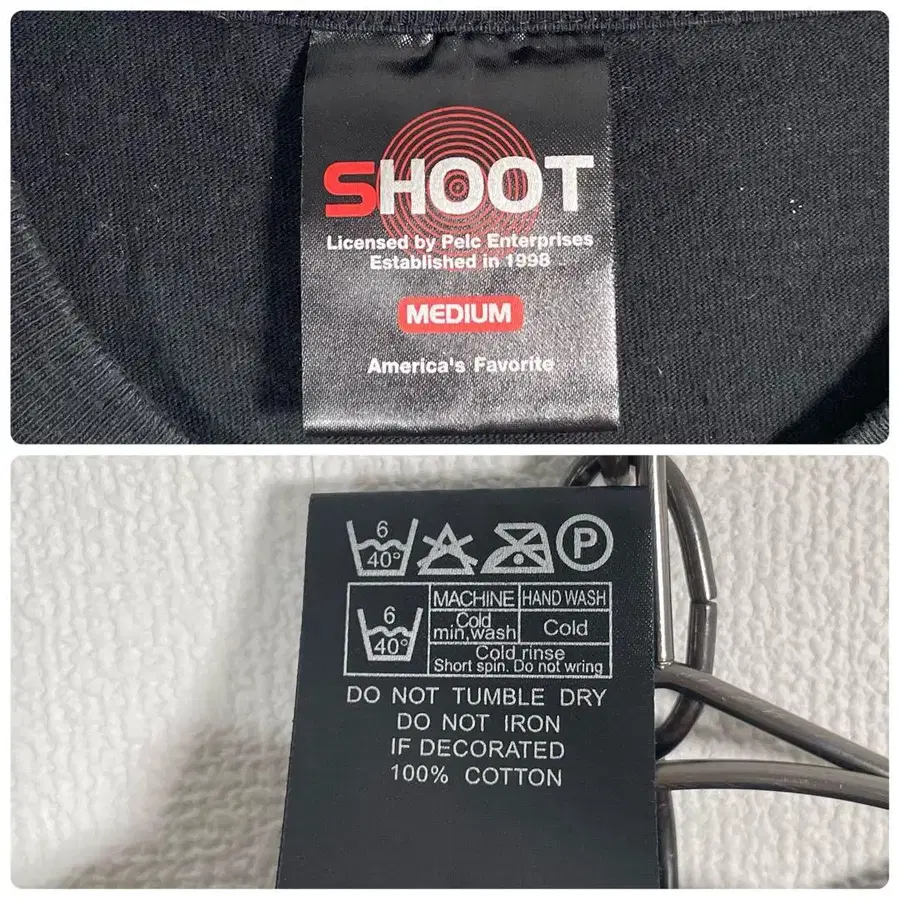 SHOOT
Licensed by Pelc Enterprises
Established in 1998
MEDIUM
America's Favorite
6
40°
P
6
40°
MACHINE HAND WASH
Cold
min,wash
Cold
Cold rinse
Short spin. Do not wring
DO NOT TUMBLE DRY
DO NOT IRON
IF DECORATED
100% COTTON